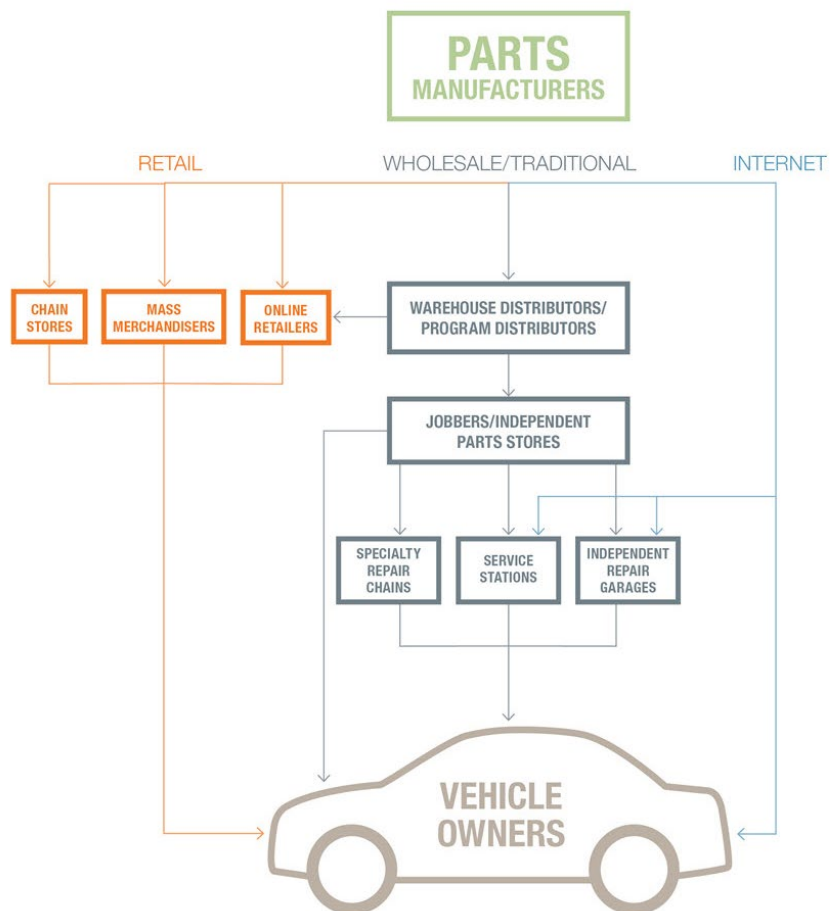 PARTS
MANUFACTURERS
RETAIL
WHOLESALE/TRADITIONAL
INTERNET
CHAIN
STORES
MASS
MERCHANDISERS
ONLINE
RETAILERS
WAREHOUSE DISTRIBUTORS/
PROGRAM DISTRIBUTORS
JOBBERS/INDEPENDENT
PARTS STORES
SPECIALTY
REPAIR
CHAINS
SERVICE
STATIONS
INDEPENDENT
REPAIR
GARAGES
VEHICLE
OWNERS